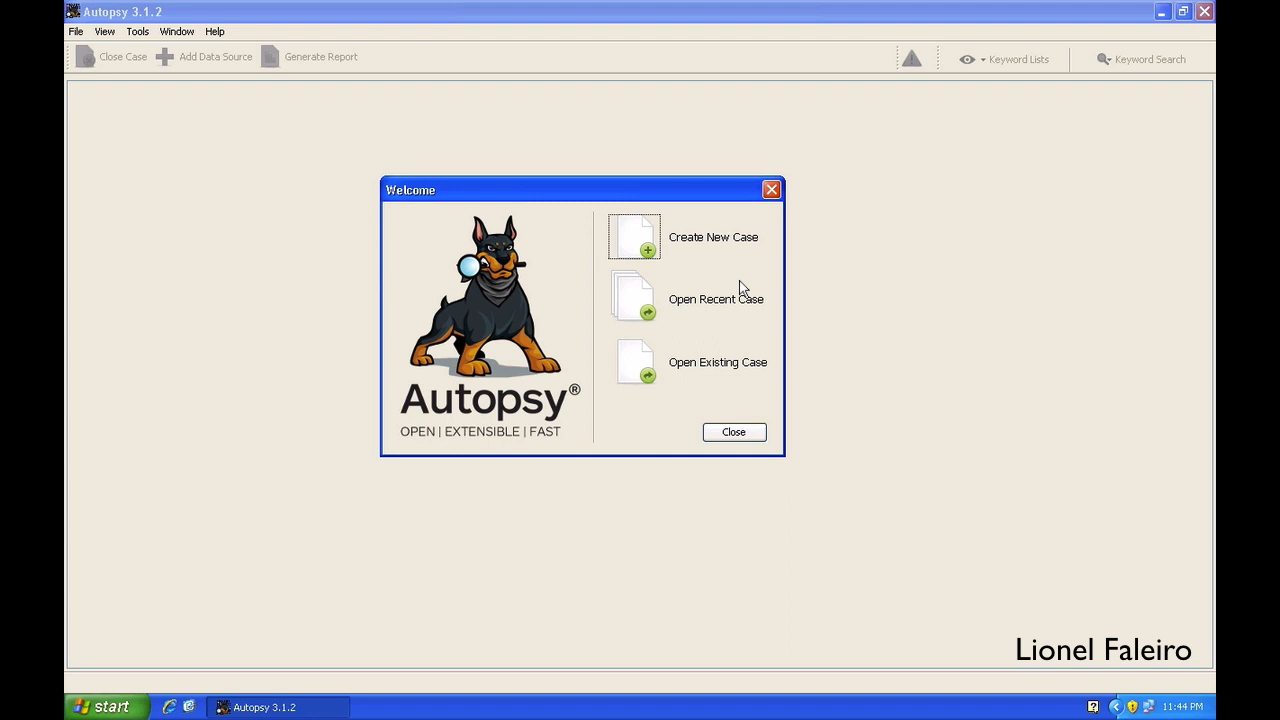 Autopsy 3.1.2
File View Tools Window Help
Close Case Add Data Source Generate Report Keyword Lists Keyword Search
Welcome
Create New Case
Open Recent Case
Open Existing Case
Autopsy®
OPEN | EXTENSIBLE | FAST
Close
Lionel Faleiro
start Autopsy 3.1.2 11:44 PM